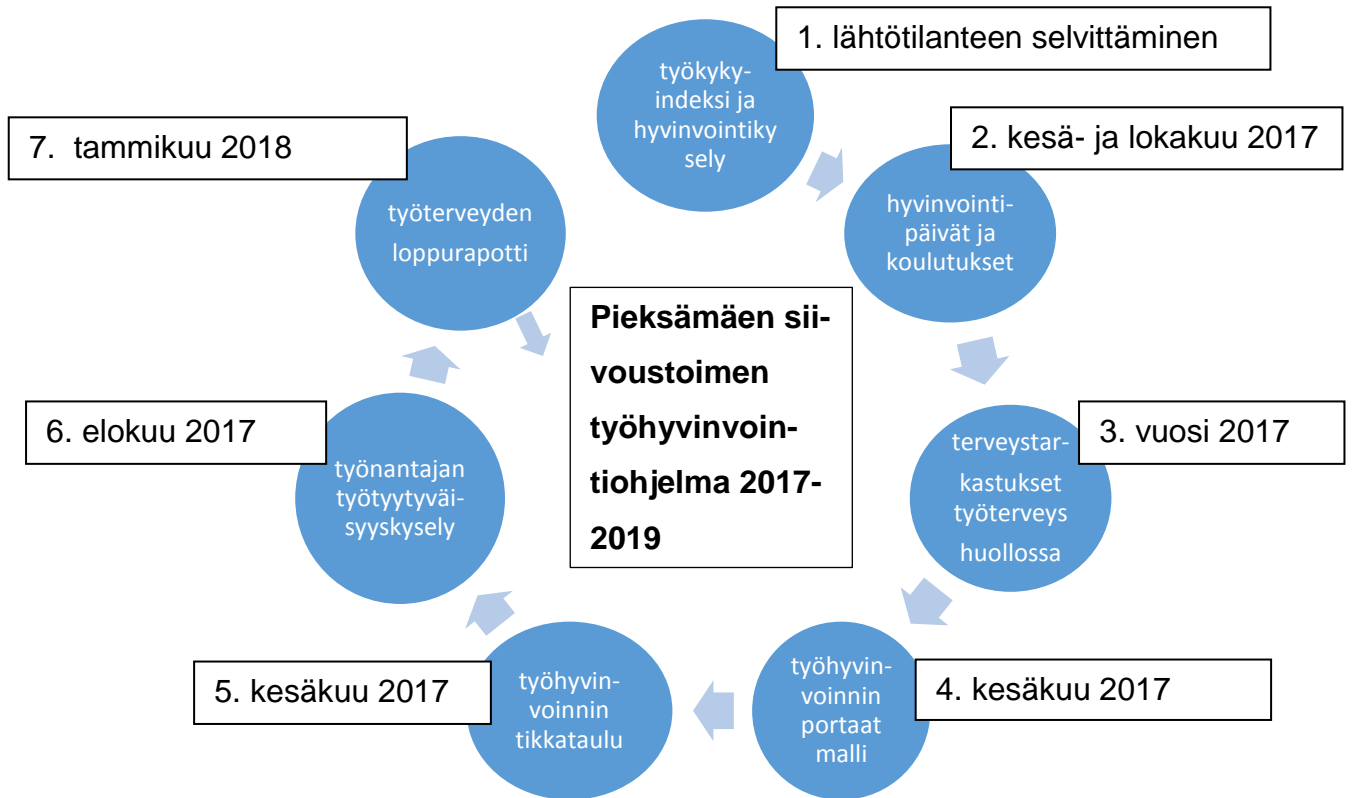 1. lähtötilanteen selvittäminen
työkyky-
indeksi ja
hyvinvointiky
sely
2. kesä- ja lokakuu 2017
hyvinvointi-
päivät ja
koulutukset
3. vuosi 2017
terveystar-
kastukset
työterveys
huollossa
4. kesäkuu 2017
työhyvin-
voinnin
portaat
malli
5. kesäkuu 2017
työhyvin-
voinnin
tikkataulu
6. elokuu 2017
työnantajan
työtyytyväi-
syyskysely
7. tammikuu 2018
työterveyden
loppurapotti
Pieksämäen sii-
voustoimen
työhyvinvoin-
tiohjelma 2017-
2019